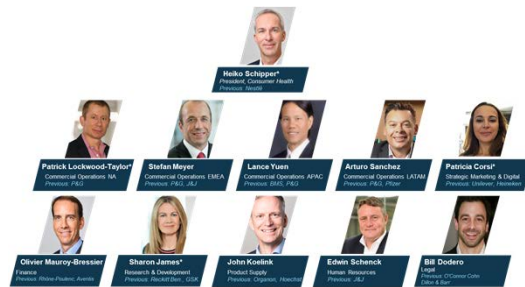 Heiko Schipper*
President, Consumer Health
Previous: Nestlé
Patrick Lockwood-Taylor*
Commercial Operations NA
Previous: P&G
Stefan Meyer
Commercial Operations EMEA
Previous: P&G, J&J
Lance Yuen
Commercial Operations APAC
Previous: BMS, P&G
Arturo Sanchez
Commercial Operations LATAM
Previous: P&G, Pfizer
Patricia Corsi*
Strategic Marketing & Digital
Previous: Unilever, Heineken
Olivier Mauroy-Bressier
Finance
Previous: Rhône-Poulenc, Aventis
Sharon James*
Research & Development
Previous: Reckitt Ben., GSK
John Koelink
Product Supply
Previous: Organon, Hoechst
Edwin Schenck
Human Resources
Previous: J&J
Bill Dodero
Legal
Previous: O'Connor Cohn
Dillon & Barr